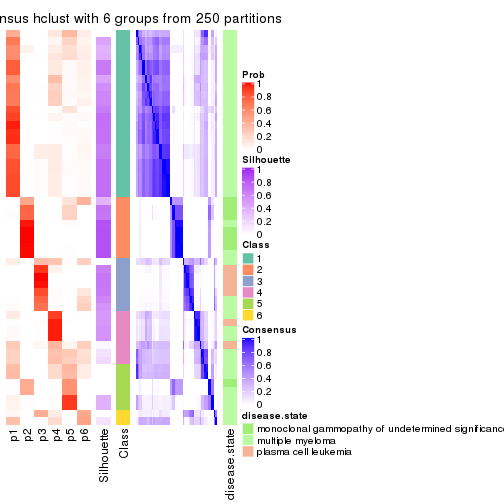 nsus hclust with 6 groups from 250 partitions
Prob
1
0.8
0.6
0.4
0.2
0
Silhouette
1
0.8
0.6
0.4
0.2
0
Class
1
2
3
4
5
6
Consensus
1
0.8
0.6
0.4
0.2
0
disease.state
monoclonal gammopathy of undetermined significance
multiple myeloma
plasma cell leukemia
p1
p2
p3
p4
p5
p6
Silhouette
Class
disease.state